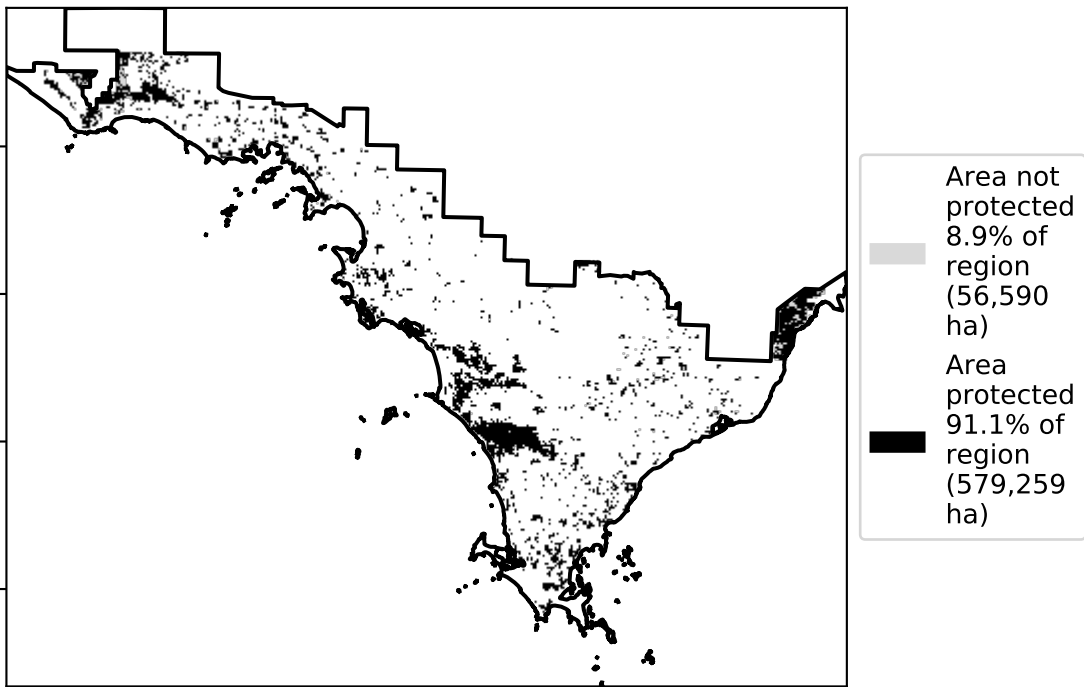 Area not
protected
8.9% of
region
(56,590
ha)
Area
protected
91.1% of
region
(579,259
ha)